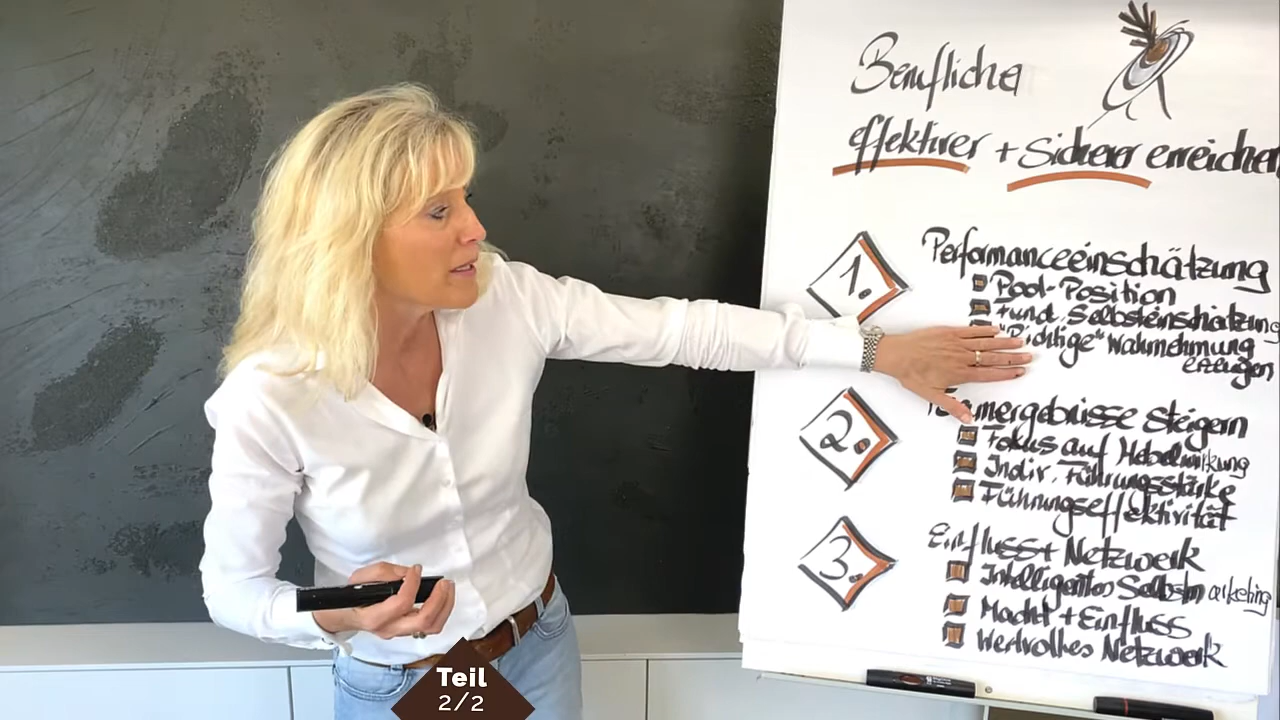 Berufliche
effektiver + sicherer erreichen
1.
Performanceeinschätzung
Pool-Position
fund. Selbsteinschätzung
"Richtige" Wahrnehmung
erzeugen
2.
Teamergebnisse steigern
Fokus auf Hebelwirkung
Indiv. Führungsstärke
Führungseffektivität
3.
Einfluss + Netzwerk
Intelligentes Selbstmarketing
Macht + Einfluss
Wertvolles Netzwerk
Teil
2/2